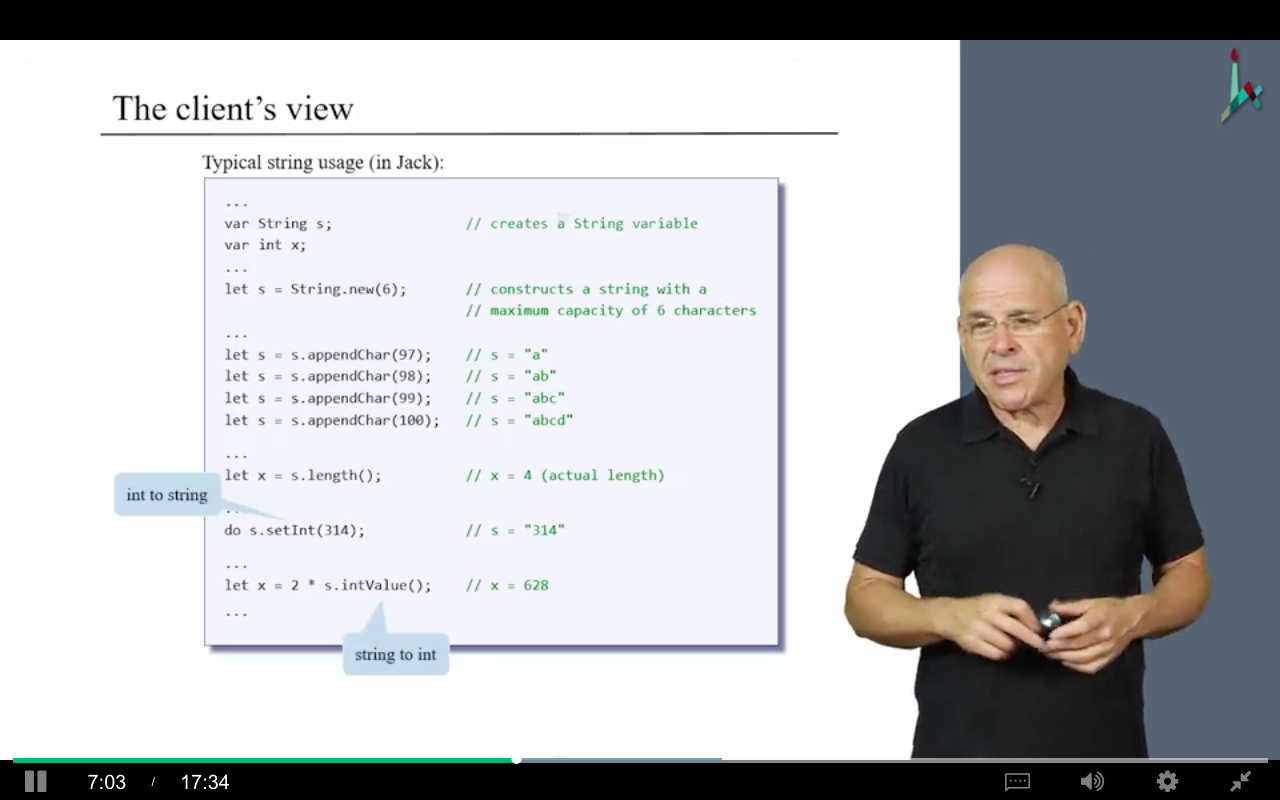 The client's view
Typical string usage (in Jack):
...
var String s; // creates a String variable
var int x;
...
let s = String.new(6); // constructs a string with a
// maximum capacity of 6 characters
...
let s = s.appendChar(97); // s = "a"
let s = s.appendChar(98); // s = "ab"
let s = s.appendChar(99); // s = "abc"
let s = s.appendChar(100); // s = "abcd"
...
let x = s.length(); // x = 4 (actual length)
int to string
...
do s.setInt(314); // s = "314"
...
let x = 2 * s.intValue(); // x = 628
...
string to int
7:03 / 17:34